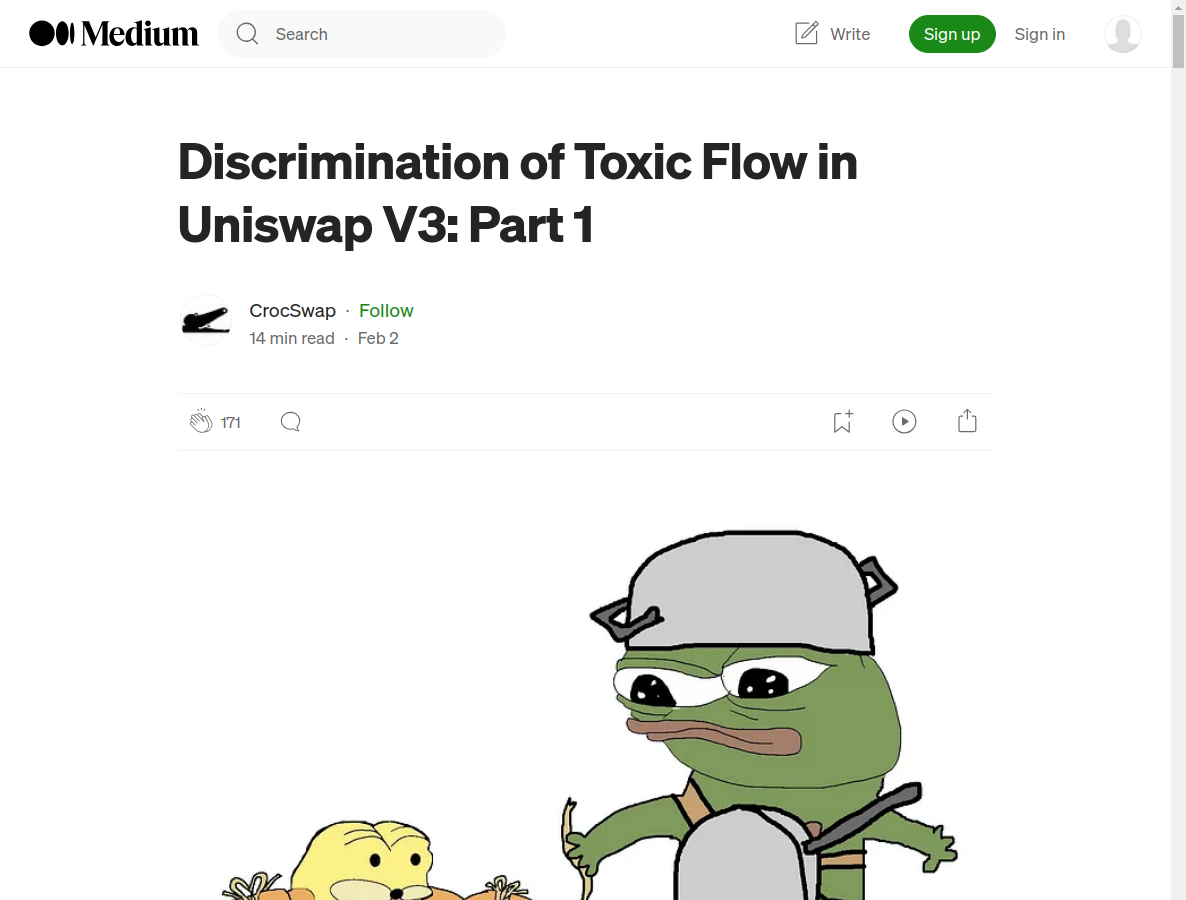 Medium
Search
Write
Sign up
Sign in
Discrimination of Toxic Flow in
Uniswap V3: Part 1
CrocSwap · Follow
14 min read · Feb 2
171